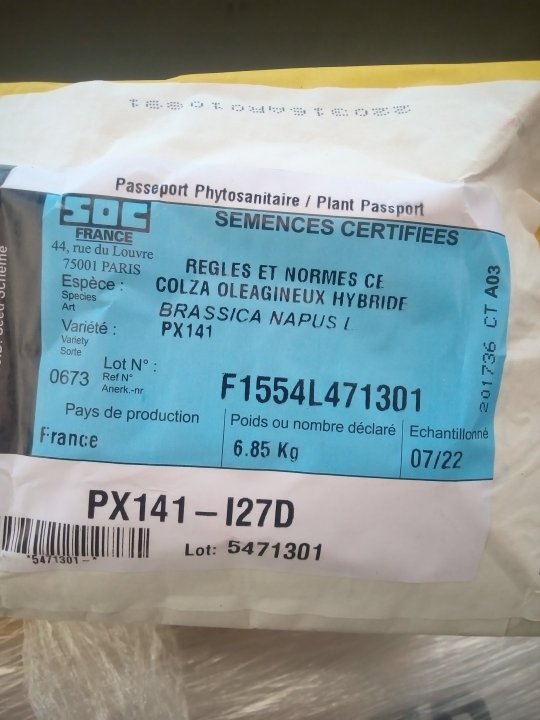 Passeport Phytosanitaire / Plant Passport
SOC
FRANCE
44, rue du Louvre
75001 PARIS
SEMENCES CERTIFIEES
REGLES ET NORMES CE
Espèce :
Species
Art
COLZA OLEAGINEUX HYBRIDE
BRASSICA NAPUS L
Variété :
Variety
Sorte
PX141
Lot N° :
Ref N°
Anerk.-nr
0673
F1554L471301
201736 CT A03
Pays de production
France
Poids ou nombre déclaré
6.85 Kg
Echantillonné
07/22
PX141-I27D
*5471301-*
Lot: 5471301
Seed Scheme